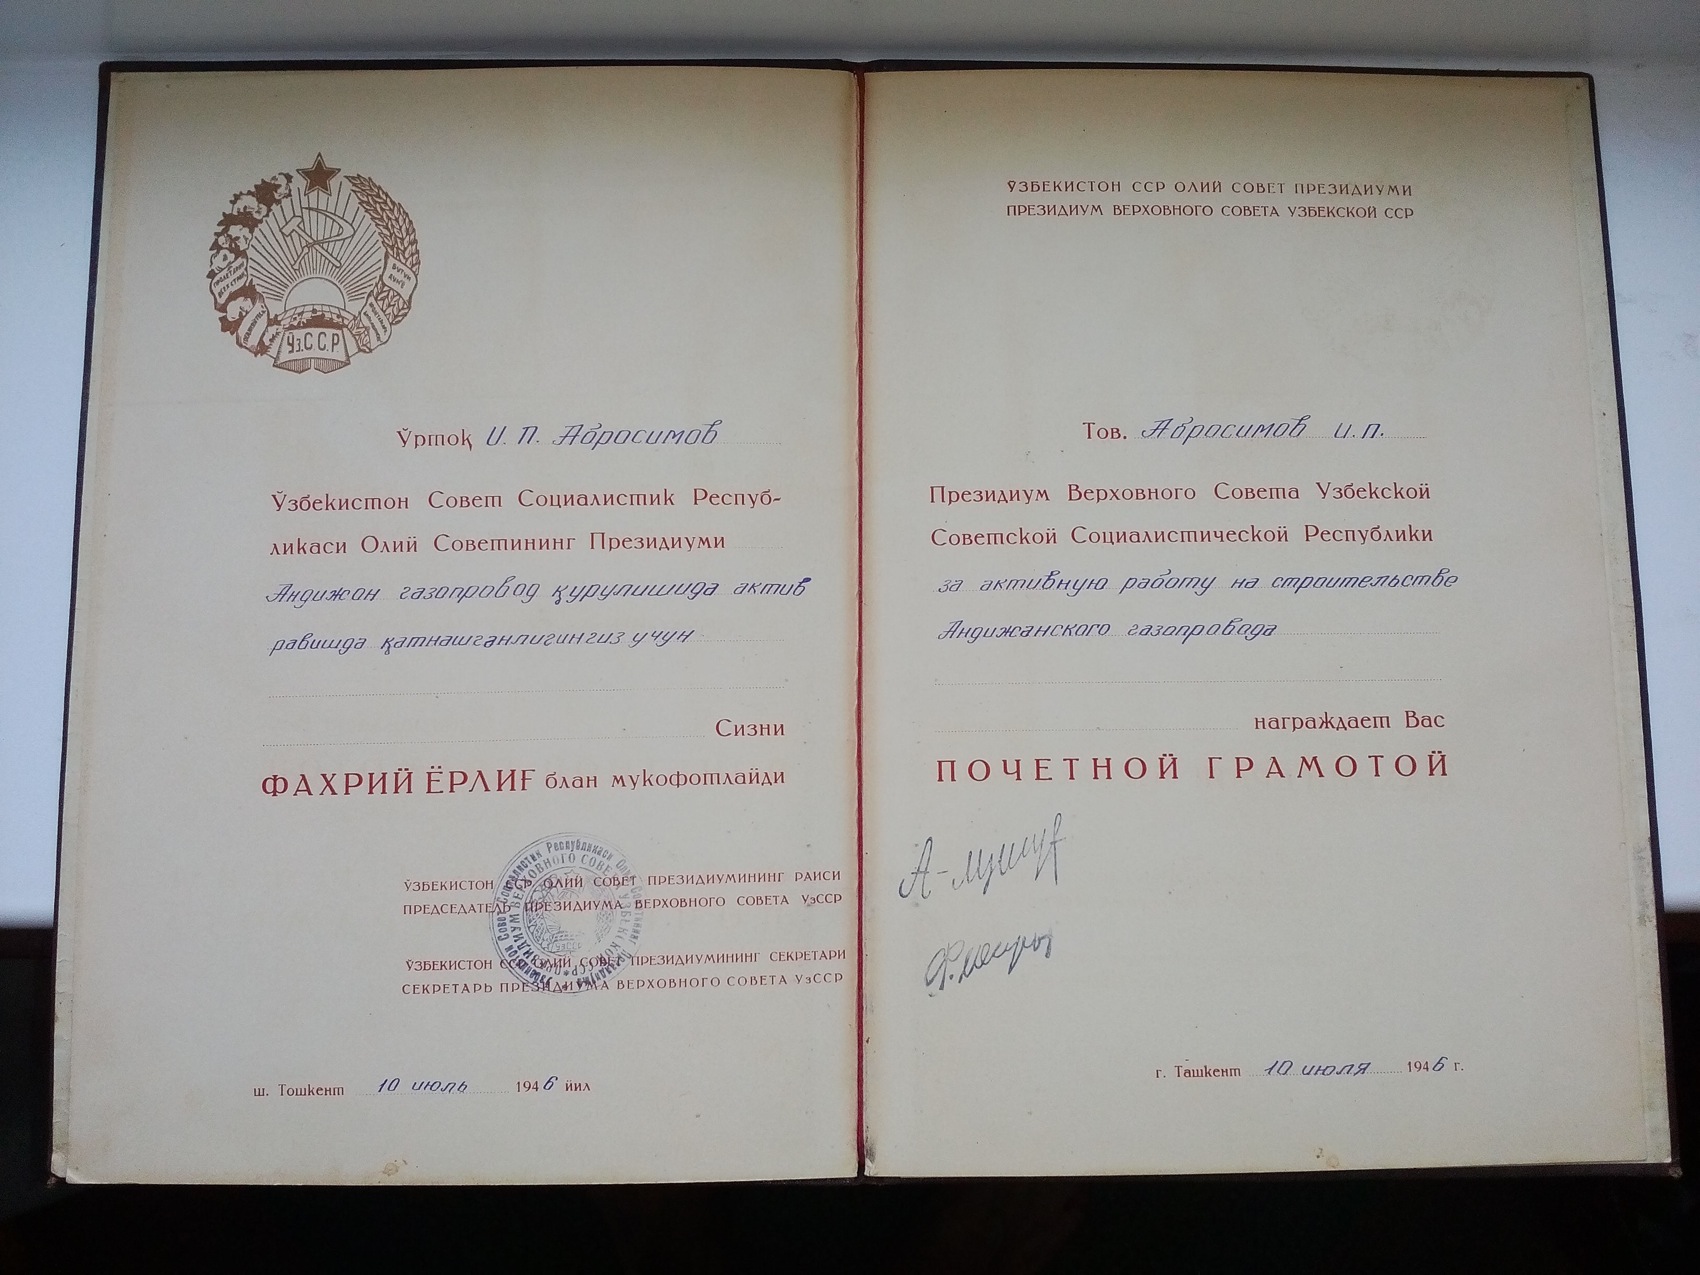 Ўз.С.С.Р.
Ўртоқ И. П. Абросимов
Ўзбекистон Совет Социалистик Респуб-
ликаси Олий Советининг Президиуми
Андижон газопровод қурулишида актив
равишда қатнашганлигингиз учун
Сизни
ФАХРИЙ ЁРЛИҒ блан мукофотлайди
ЎЗБЕКИСТОН ССР ОЛИЙ СОВЕТ ПРЕЗИДИУМИНИНГ РАИСИ
ПРЕДСЕДАТЕЛЬ ПРЕЗИДИУМА ВЕРХОВНОГО СОВЕТА УзССР
ЎЗБЕКИСТОН ССР ОЛИЙ СОВЕТ ПРЕЗИДИУМИНИНГ СЕКРЕТАРИ
СЕКРЕТАРЬ ПРЕЗИДИУМА ВЕРХОВНОГО СОВЕТА УзССР
ш. Тошкент 10 июль 1946 йил
ЎЗБЕКИСТОН ССР ОЛИЙ СОВЕТ ПРЕЗИДИУМИ
ПРЕЗИДИУМ ВЕРХОВНОГО СОВЕТА УЗБЕКСКОЙ ССР
Тов. Абросимов И.П.
Президиум Верховного Совета Узбекской
Советской Социалистической Республики
за активную работу на строительстве
Андижанского газопровода
награждает Вас
ПОЧЕТНОЙ ГРАМОТОЙ
г. Ташкент 10 июля 1946 г.